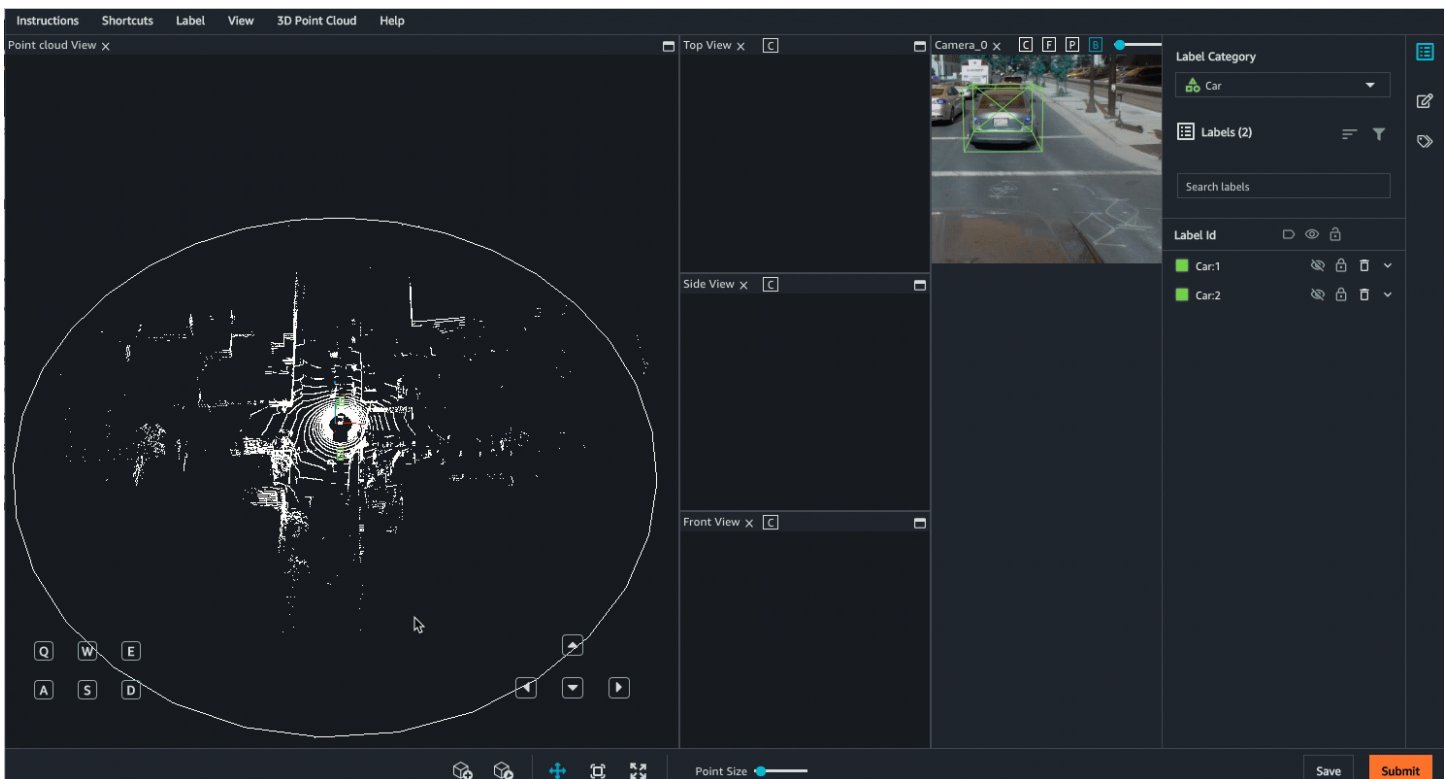 Instructions Shortcuts Label View 3D Point Cloud Help
Point cloud View x
Top View x C
Camera_0 x C F P B
Label Category
Car
Labels (2)
Search labels
Label Id
Car:1
Car:2
Side View x C
Front View x C
Q W E
A S D
Point Size
Save Submit